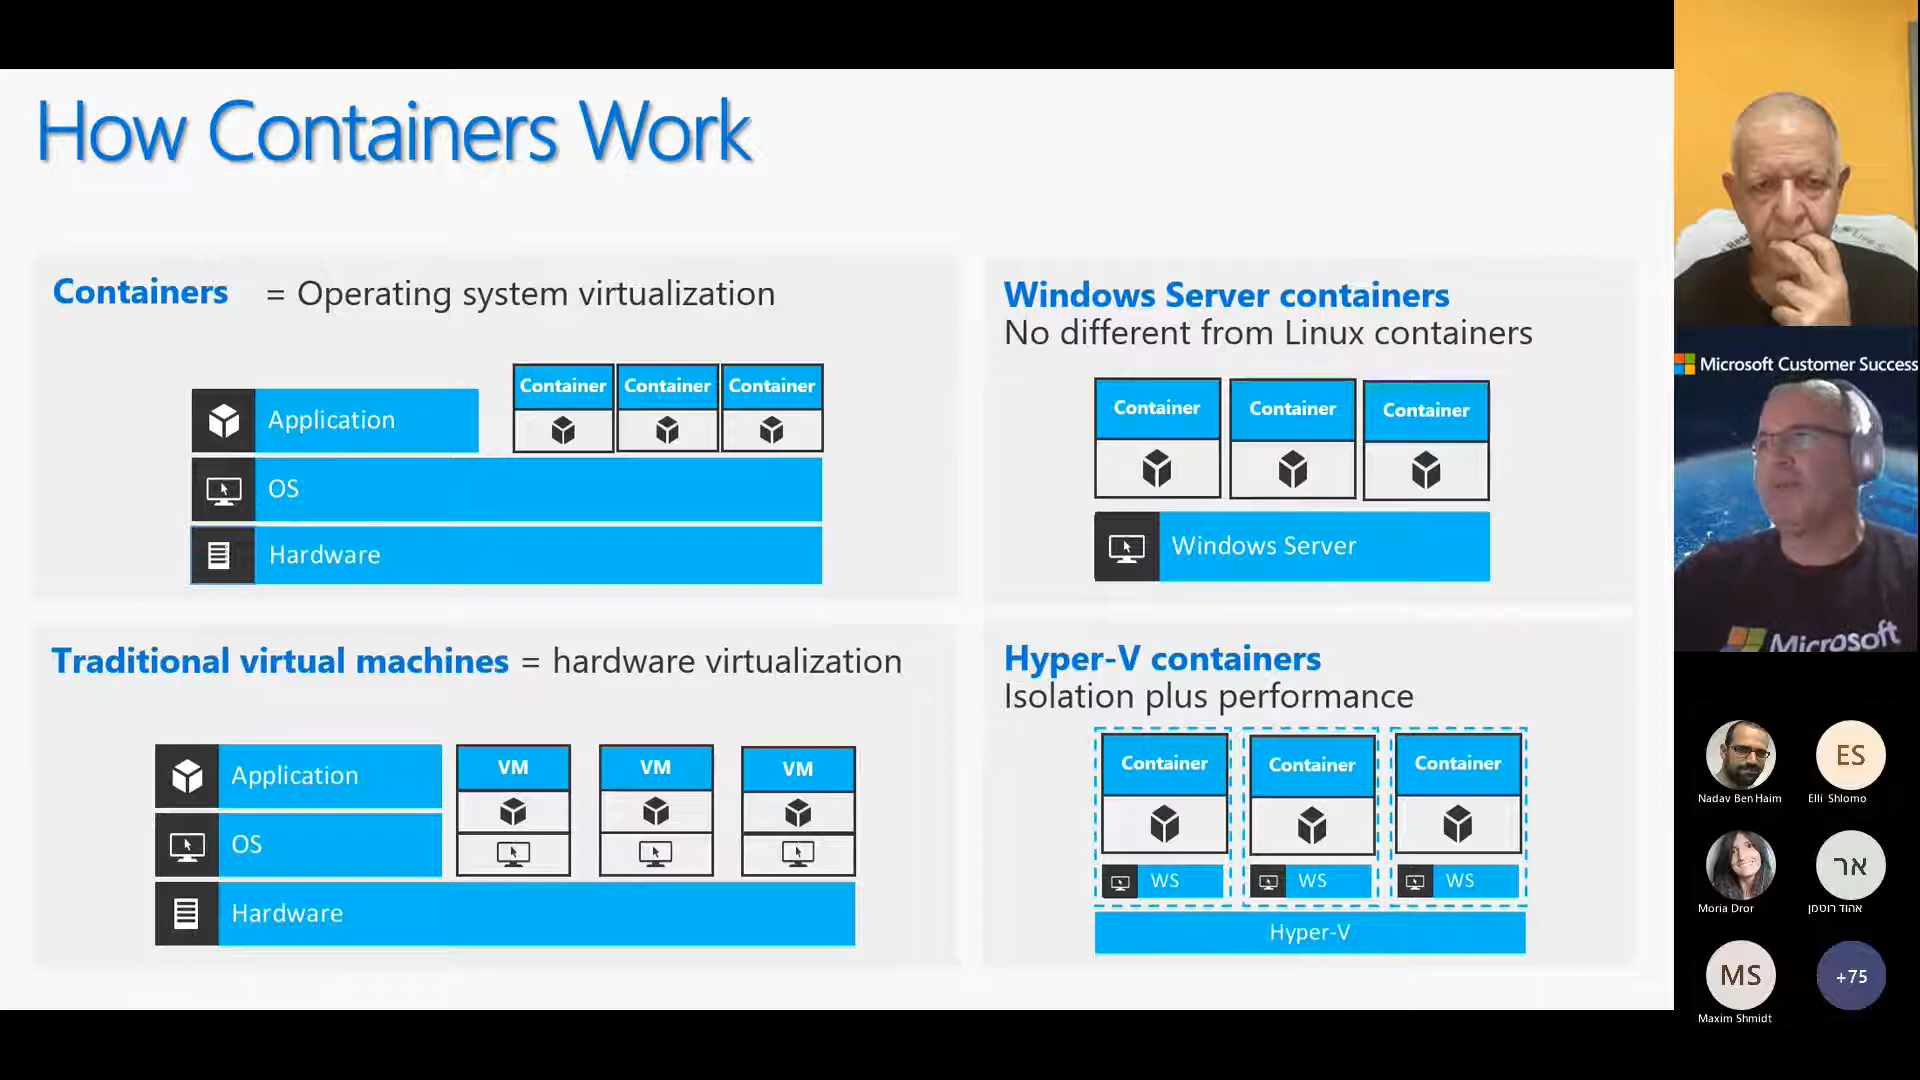 How Containers Work
Containers = Operating system virtualization
Container Container Container
Application
OS
Hardware
Traditional virtual machines = hardware virtualization
VM VM VM
Application
OS
Hardware
Windows Server containers
No different from Linux containers
Container Container Container
Windows Server
Hyper-V containers
Isolation plus performance
Container Container Container
WS WS WS
Hyper-V
Microsoft Customer Success
Microsoft
ES
Nadav Ben Haim Elli Shlomo
אר
Moria Dror אהוד רוטמן
MS +75
Maxim Shmidt